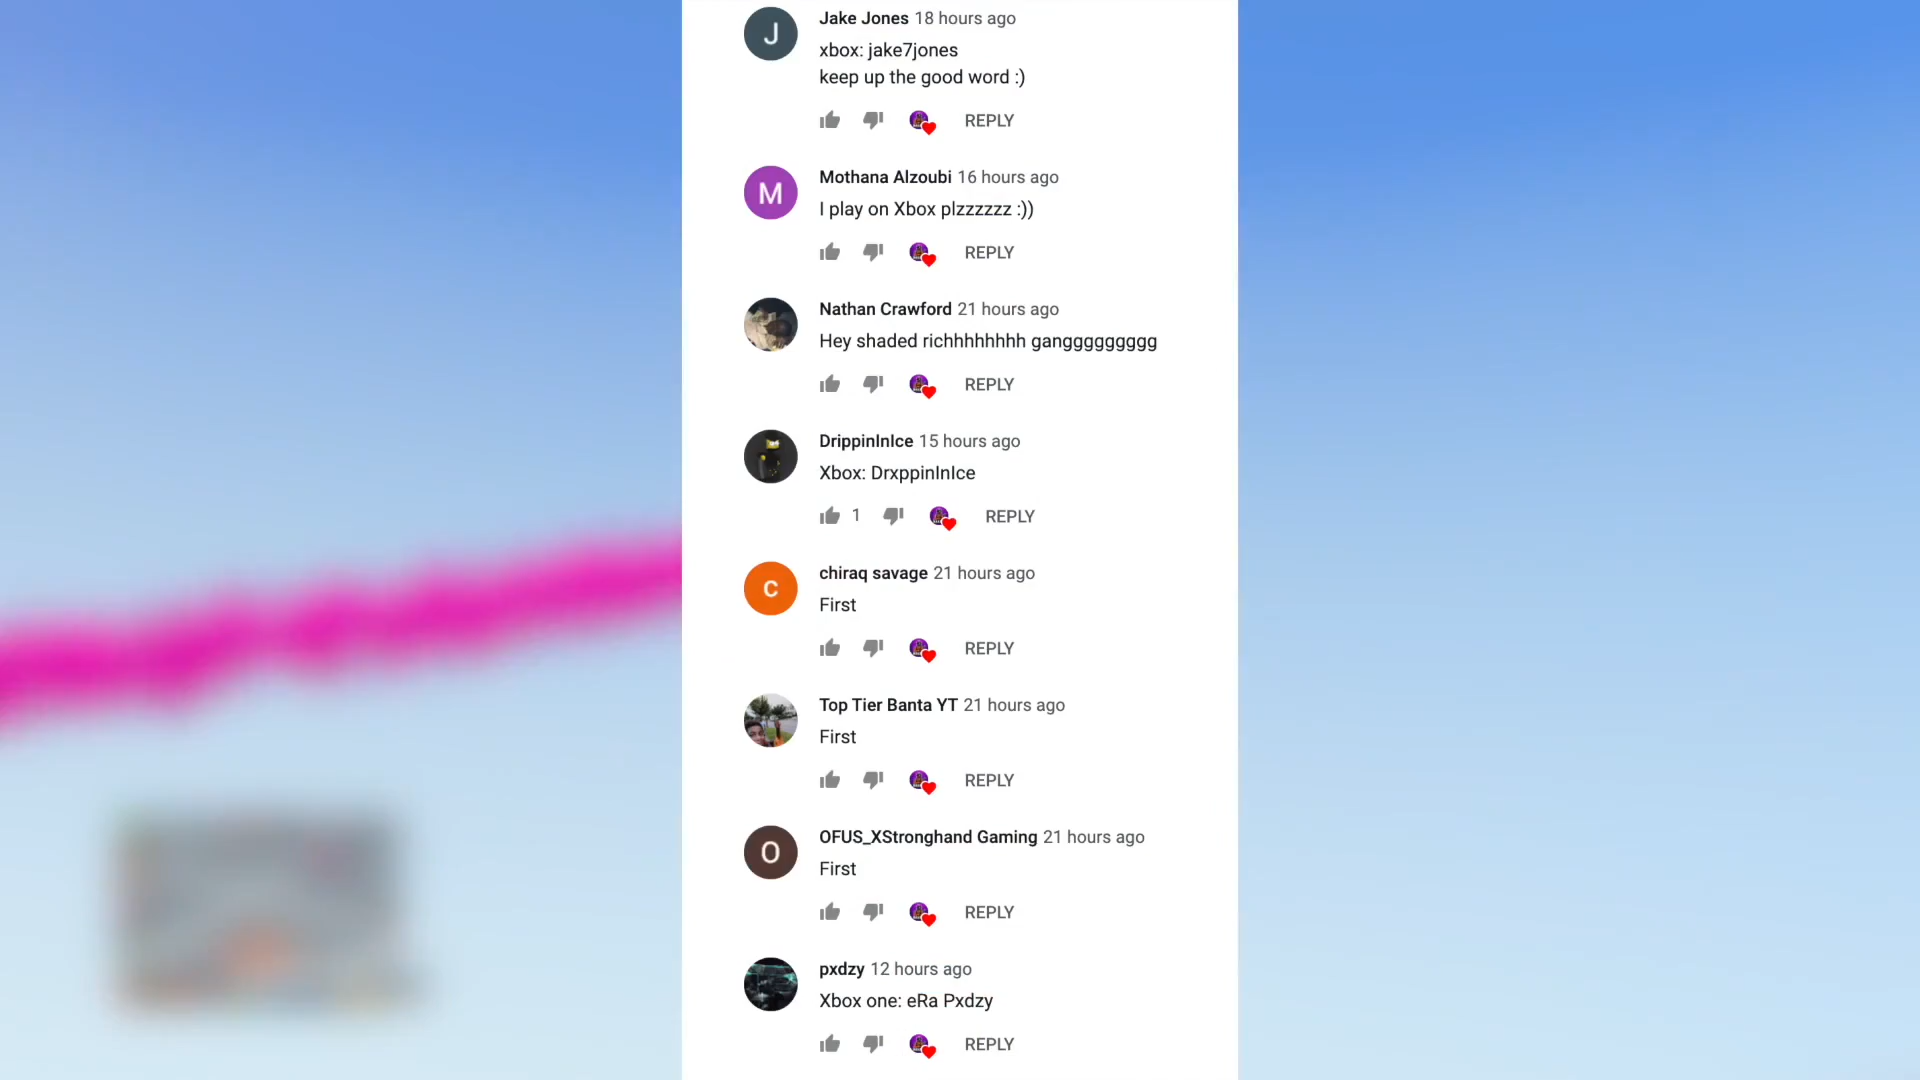 J
Jake Jones 18 hours ago
xbox: jake7jones
keep up the good word :)
REPLY
M
Mothana Alzoubi 16 hours ago
I play on Xbox plzzzzzz :))
REPLY
Nathan Crawford 21 hours ago
Hey shaded richhhhhhhh ganggggggggg
REPLY
DrippinInIce 15 hours ago
Xbox: DrxppinInIce
1 REPLY
c
chiraq savage 21 hours ago
First
REPLY
Top Tier Banta YT 21 hours ago
First
REPLY
O
OFUS_XStronghand Gaming 21 hours ago
First
REPLY
pxdzy 12 hours ago
Xbox one: eRa Pxdzy
REPLY